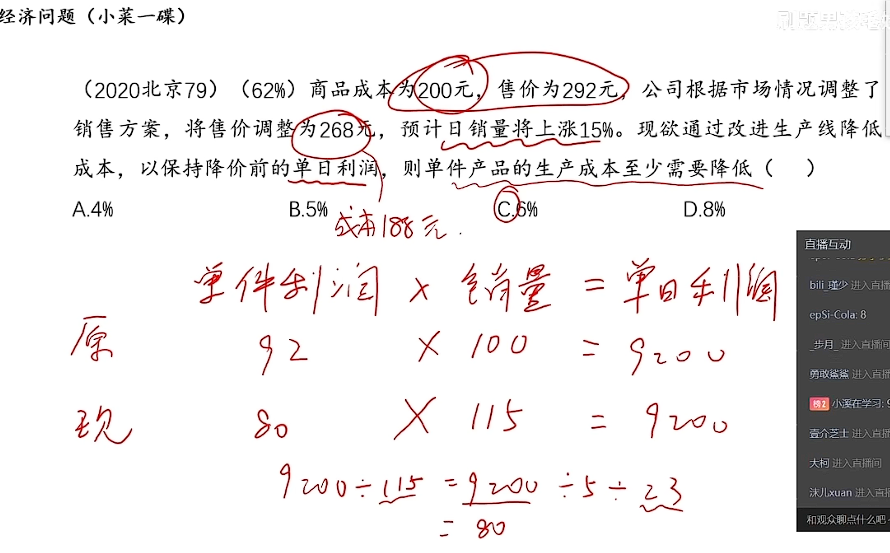 经济问题（小菜一碟）
（2020北京79）（62%）商品成本为200元，售价为292元，公司根据市场情况调整了
销售方案，将售价调整为268元，预计日销量将上涨15%。现欲通过改进生产线降低
成本，以保持降价前的单日利润，则单件产品的生产成本至少需要降低（　）
A.4% B.5% C.6% D.8%
成本188元.
单件利润 × 销量 = 单日利润
原 92 × 100 = 9200
现 80 × 115 = 9200
9200÷115 = 9200÷5÷23
= 80
直播互动
bili_瑾少 进入直播
epSi-Cola: 8
_步月_ 进入直播间
勇敢鲨鲨 进入直播
榜2 小溪在学习: 9
壹介芝士 进入直播
大柯 进入直播间
沫儿xuan 进入直播
和观众聊点什么吧